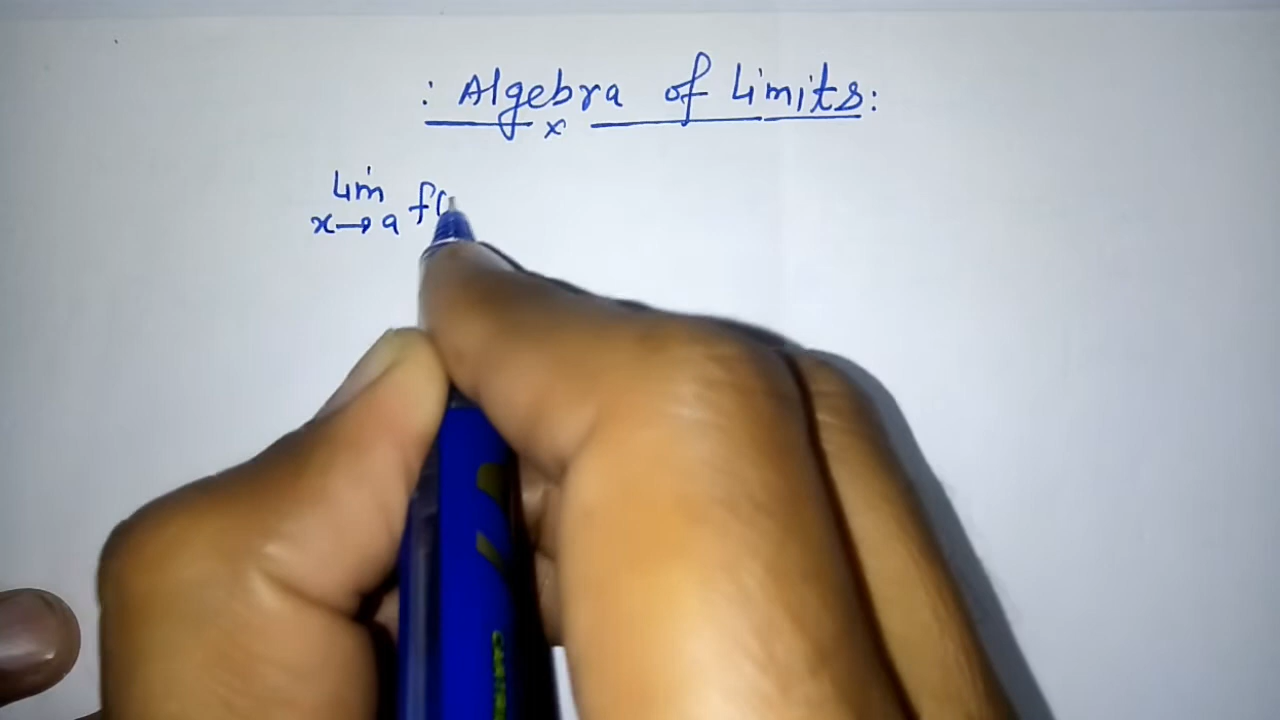 : Algebra of Limits:
x
Lim f(
x→a